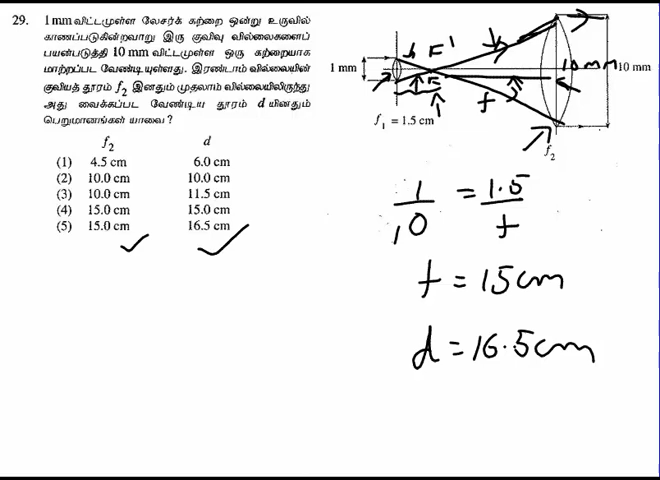 29. 1 mm விட்டமுள்ள லேசர்க் கற்றை ஒன்று உருவில்
காணப்படுகின்றவாறு இரு குவிவு வில்லைகளைப்
பயன்படுத்தி 10 mm விட்டமுள்ள ஒரு கற்றையாக
மாற்றப்பட வேண்டியுள்ளது. இரண்டாம் வில்லையின்
குவியத் தூரம் f₂ இனதும் முதலாம் வில்லையிலிருந்து
அது வைக்கப்பட வேண்டிய தூரம் d யினதும்
பெறுமானங்கள் யாவை ?
f₂ d
(1) 4.5 cm 6.0 cm
(2) 10.0 cm 10.0 cm
(3) 10.0 cm 11.5 cm
(4) 15.0 cm 15.0 cm
(5) 15.0 cm 16.5 cm
1 mm
10 mm
10 mm
f₁ = 1.5 cm
f
f₂
1/10 = 1.5/f
f = 15cm
d = 16.5cm